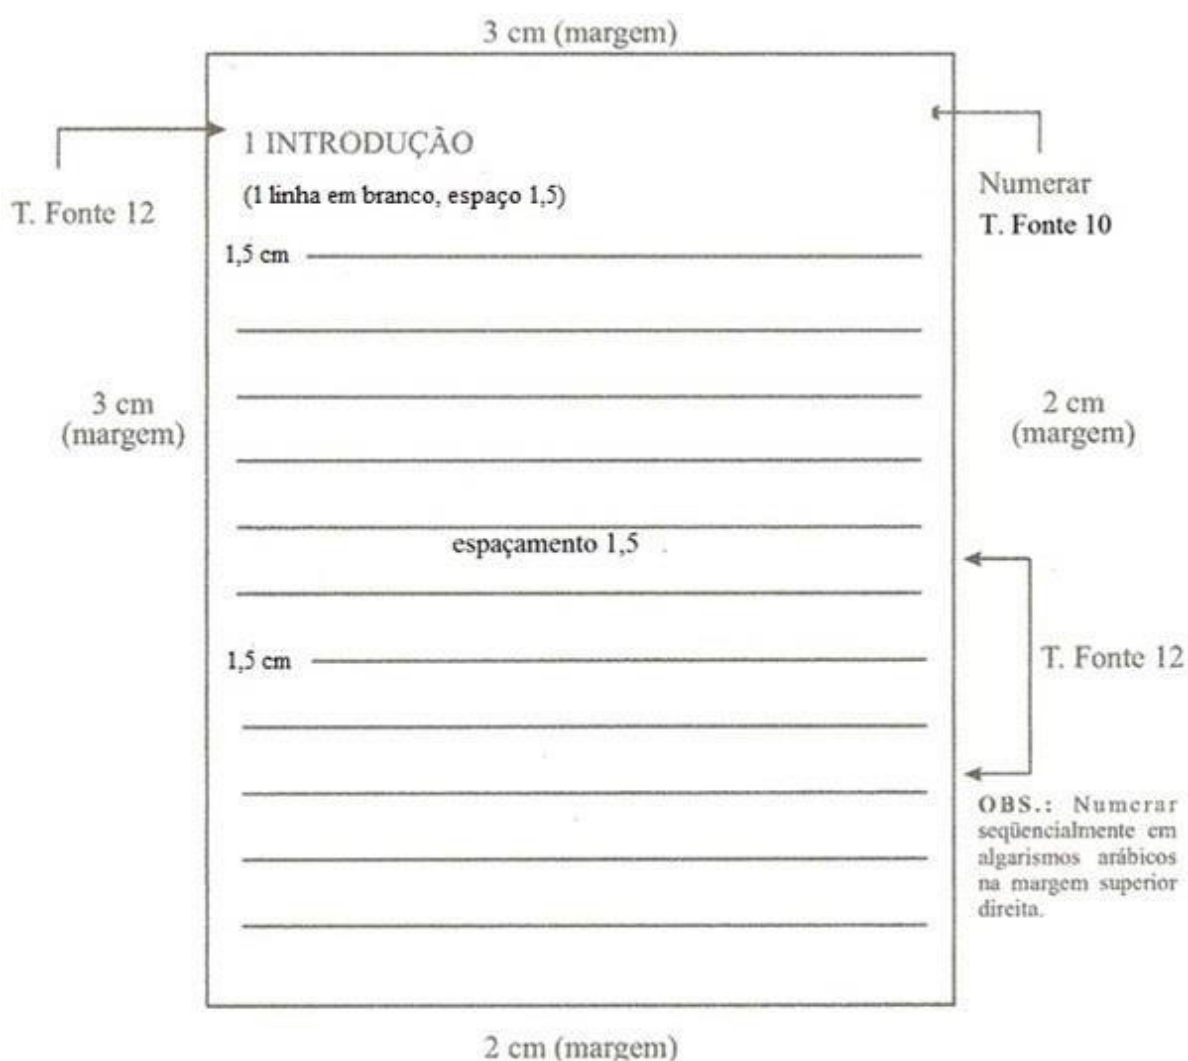 3 cm (margem)
1 INTRODUÇÃO
(1 linha em branco, espaço 1,5)
T. Fonte 12
Numerar
T. Fonte 10
1,5 cm
3 cm
(margem)
2 cm
(margem)
espaçamento 1,5
1,5 cm
T. Fonte 12
OBS.: Numerar
seqüencialmente em
algarismos arábicos
na margem superior
direita.
2 cm (margem)